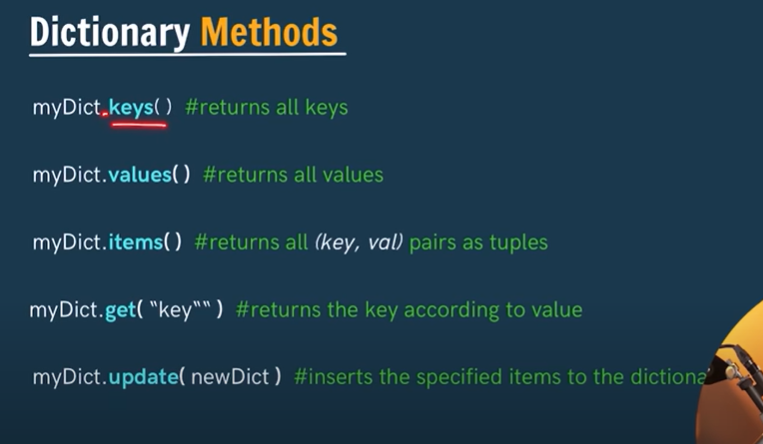 Dictionary Methods
myDict.keys( ) #returns all keys
myDict.values( ) #returns all values
myDict.items( ) #returns all (key, val) pairs as tuples
myDict.get( “key““ ) #returns the key according to value
myDict.update( newDict ) #inserts the specified items to the dictiona